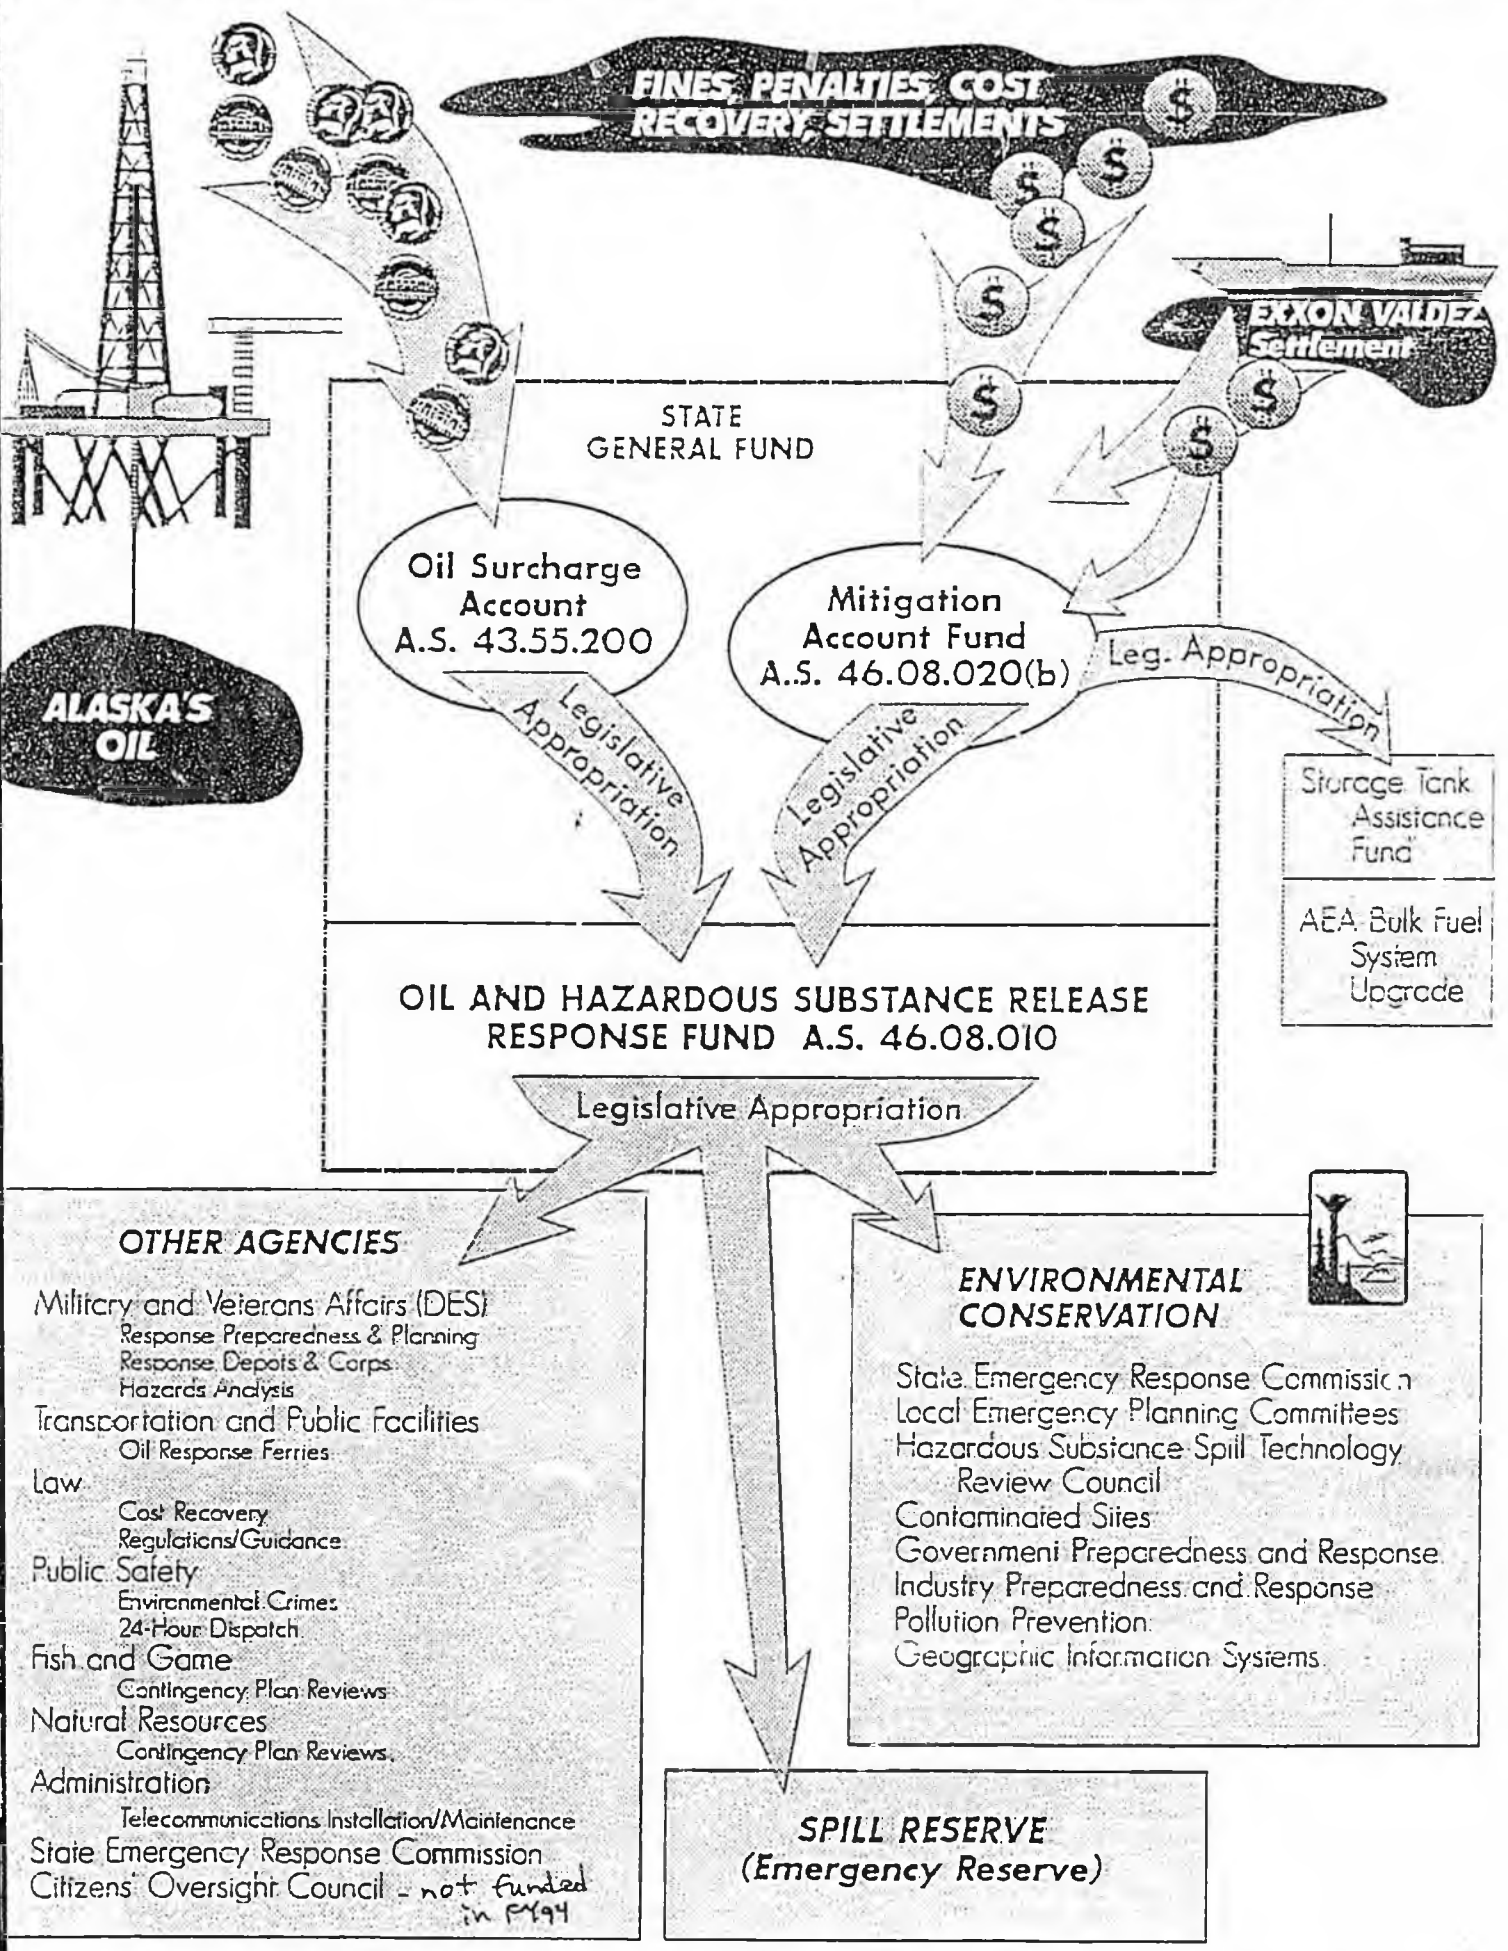 FINES, PENALTIES, COST
RECOVERY, SETTLEMENTS
EXXON VALDEZ
Settlement
STATE
GENERAL FUND
ALASKA'S
OIL
Oil Surcharge
Account
A.S. 43.55.200
Mitigation
Account Fund
A.S. 46.08.020(b)
Leg. Appropriation
Legislative
Appropriation
Legislative
Appropriation
Storage Tank
Assistance
Fund
AEA Bulk Fuel
System
Upgrade
OIL AND HAZARDOUS SUBSTANCE RELEASE
RESPONSE FUND A.S. 46.08.010
Legislative Appropriation
OTHER AGENCIES
Military and Veterans Affairs (DES)
Response Preparedness & Planning
Response Depots & Corps
Hazards Analysis
Transportation and Public Facilities
Oil Response Ferries
Law
Cost Recovery
Regulations/Guidance
Public Safety
Environmental Crimes
24-Hour Dispatch
Fish and Game
Contingency Plan Reviews
Natural Resources
Contingency Plan Reviews
Administration
Telecommunications Installation/Maintenance
State Emergency Response Commission
Citizens' Oversight Council - not funded
in FY94
ENVIRONMENTAL
CONSERVATION
State Emergency Response Commission
Local Emergency Planning Committees
Hazardous Substance Spill Technology
Review Council
Contaminated Sites
Government Preparedness and Response
Industry Preparedness and Response
Pollution Prevention
Geographic Information Systems
SPILL RESERVE
(Emergency Reserve)